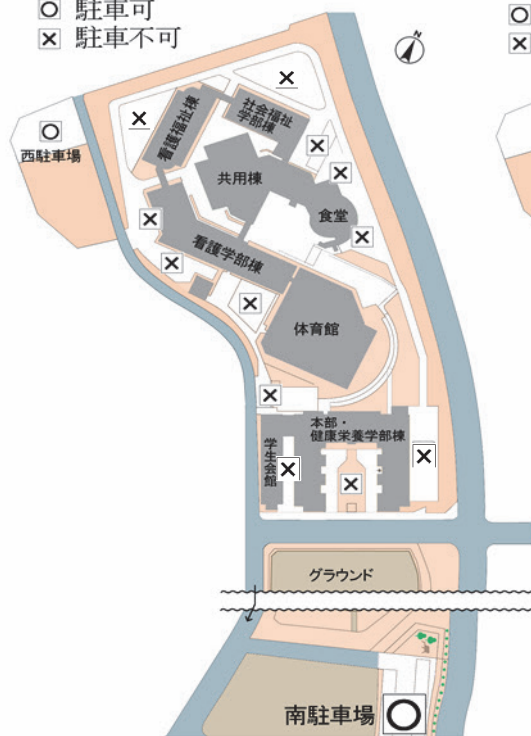 ○ 駐車可
× 駐車不可
西駐車場
看護福祉棟
社会福祉
学部棟
共用棟
食堂
看護学部棟
体育館
本部・
健康栄養学部棟
学生会館
グラウンド
南駐車場